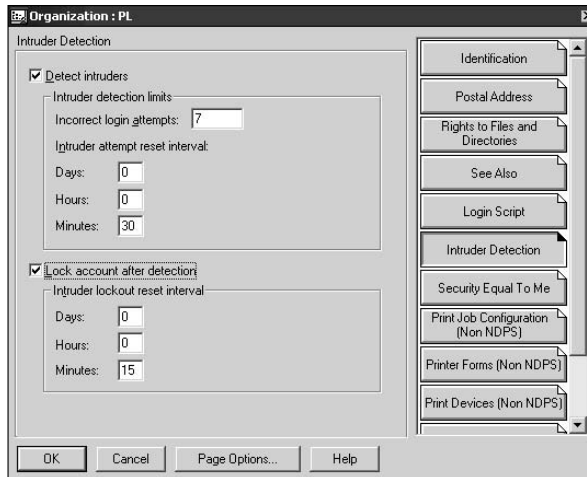 Organization : PL
Intruder Detection
Detect intruders
Intruder detection limits
Incorrect login attempts: 7
Intruder attempt reset interval:
Days: 0
Hours: 0
Minutes: 30
Lock account after detection
Intruder lockout reset interval
Days: 0
Hours: 0
Minutes: 15
Identification
Postal Address
Rights to Files and
Directories
See Also
Login Script
Intruder Detection
Security Equal To Me
Print Job Configuration
(Non NDPS)
Printer Forms (Non NDPS)
Print Devices (Non NDPS)
OK Cancel Page Options... Help